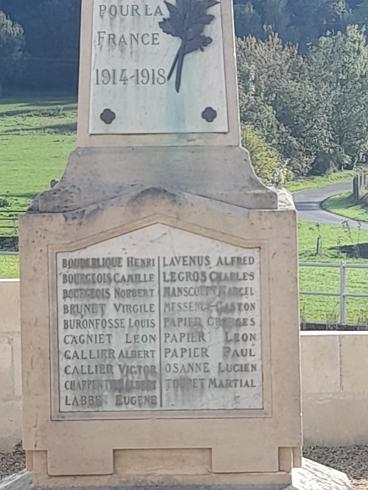 POUR LA
FRANCE
1914-1918
BOUDERLIQUE HENRI
BOURGEOIS CAMILLE
BOURGEOIS NORBERT
BRUNET VIRGILE
BURONFOSSE LOUIS
CAGNIET LEON
CALLIER ALBERT
CALLIER VICTOR
CHARPENTIER ALBERT
LABBE EUGENE
LAVENUS ALFRED
LEGROS CHARLES
MARCEL
MESSENCE GASTON
PAPIER GEORGES
PAPIER LEON
PAPIER PAUL
OSANNE LUCIEN
MARTIAL